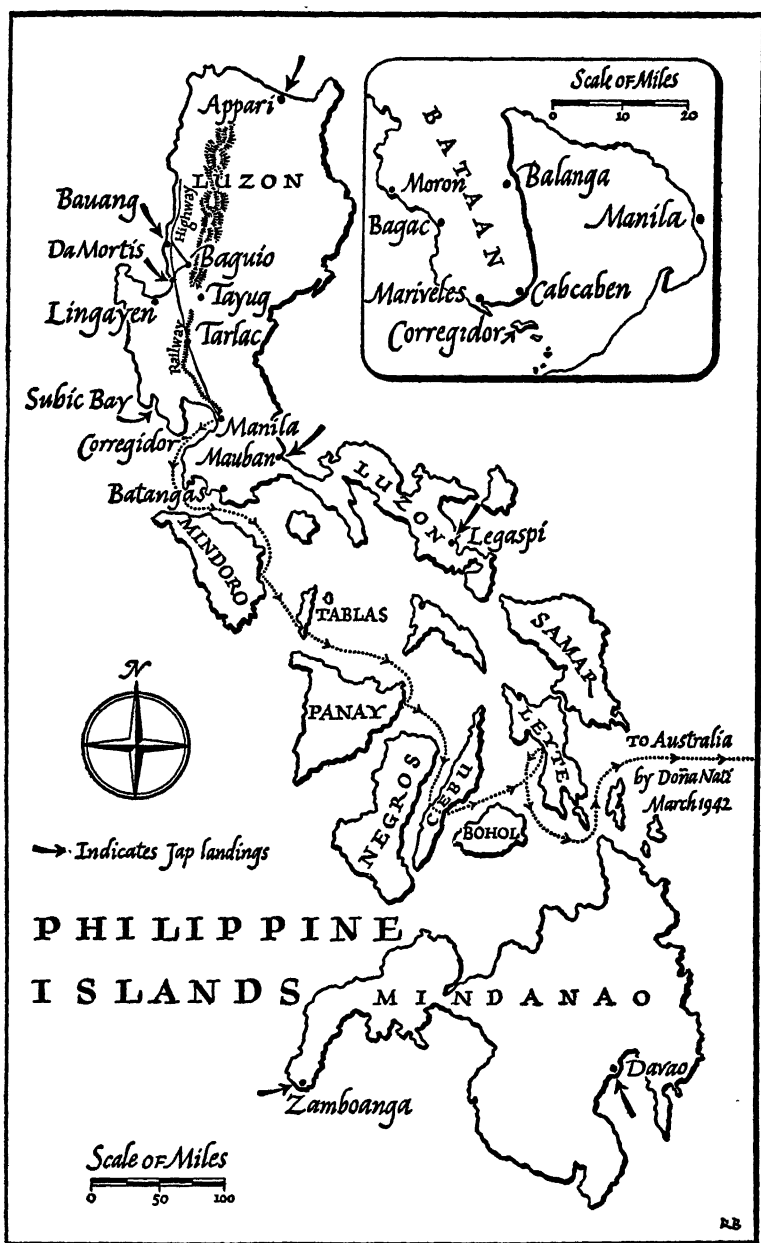 Appari
LUZON
Bauang
Highway
DaMortis
Baguio
Lingayen
Tayug
Tarlac
Railway
Subic Bay
Manila
Corregidor
Mauban
Batangas
LUZON
Legaspi
MINDORO
TABLAS
SAMAR
PANAY
LEYTE
NEGROS
CEBU
BOHOL
TO Australia
by Doña Nati
March 1942
N
Indicates Jap landings
PHILIPPINE
ISLANDS
MINDANAO
Davao
Zamboanga
Scale OF Miles
0 50 100
RB
Scale OF Miles
0 10 20
BATAAN
Moron
Balanga
Bagac
Manila
Mariveles
Cabcaben
Corregidor